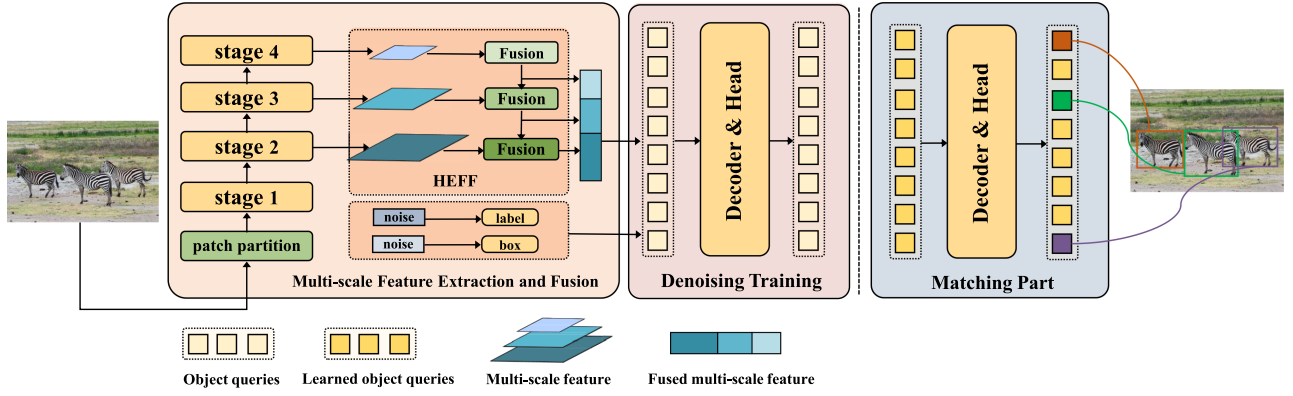 stage 4
stage 3
stage 2
stage 1
patch partition
Fusion
Fusion
Fusion
HEFF
noise
label
noise
box
Multi-scale Feature Extraction and Fusion
Decoder & Head
Denoising Training
Decoder & Head
Matching Part
Object queries
Learned object queries
Multi-scale feature
Fused multi-scale feature